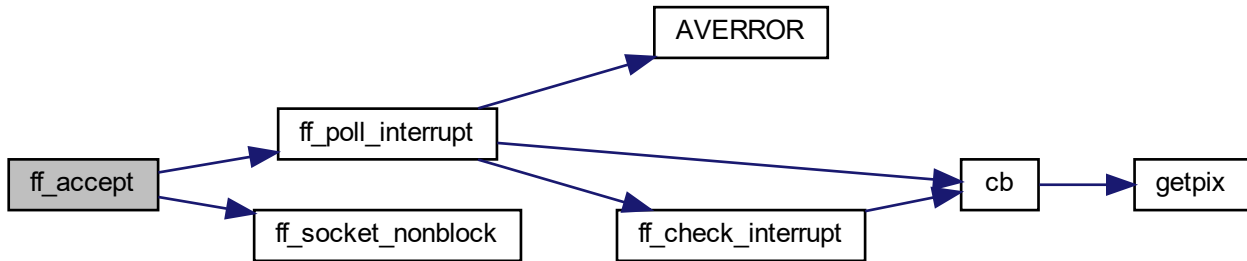 AVERROR
ff_poll_interrupt
ff_accept
cb
getpix
ff_socket_nonblock
ff_check_interrupt